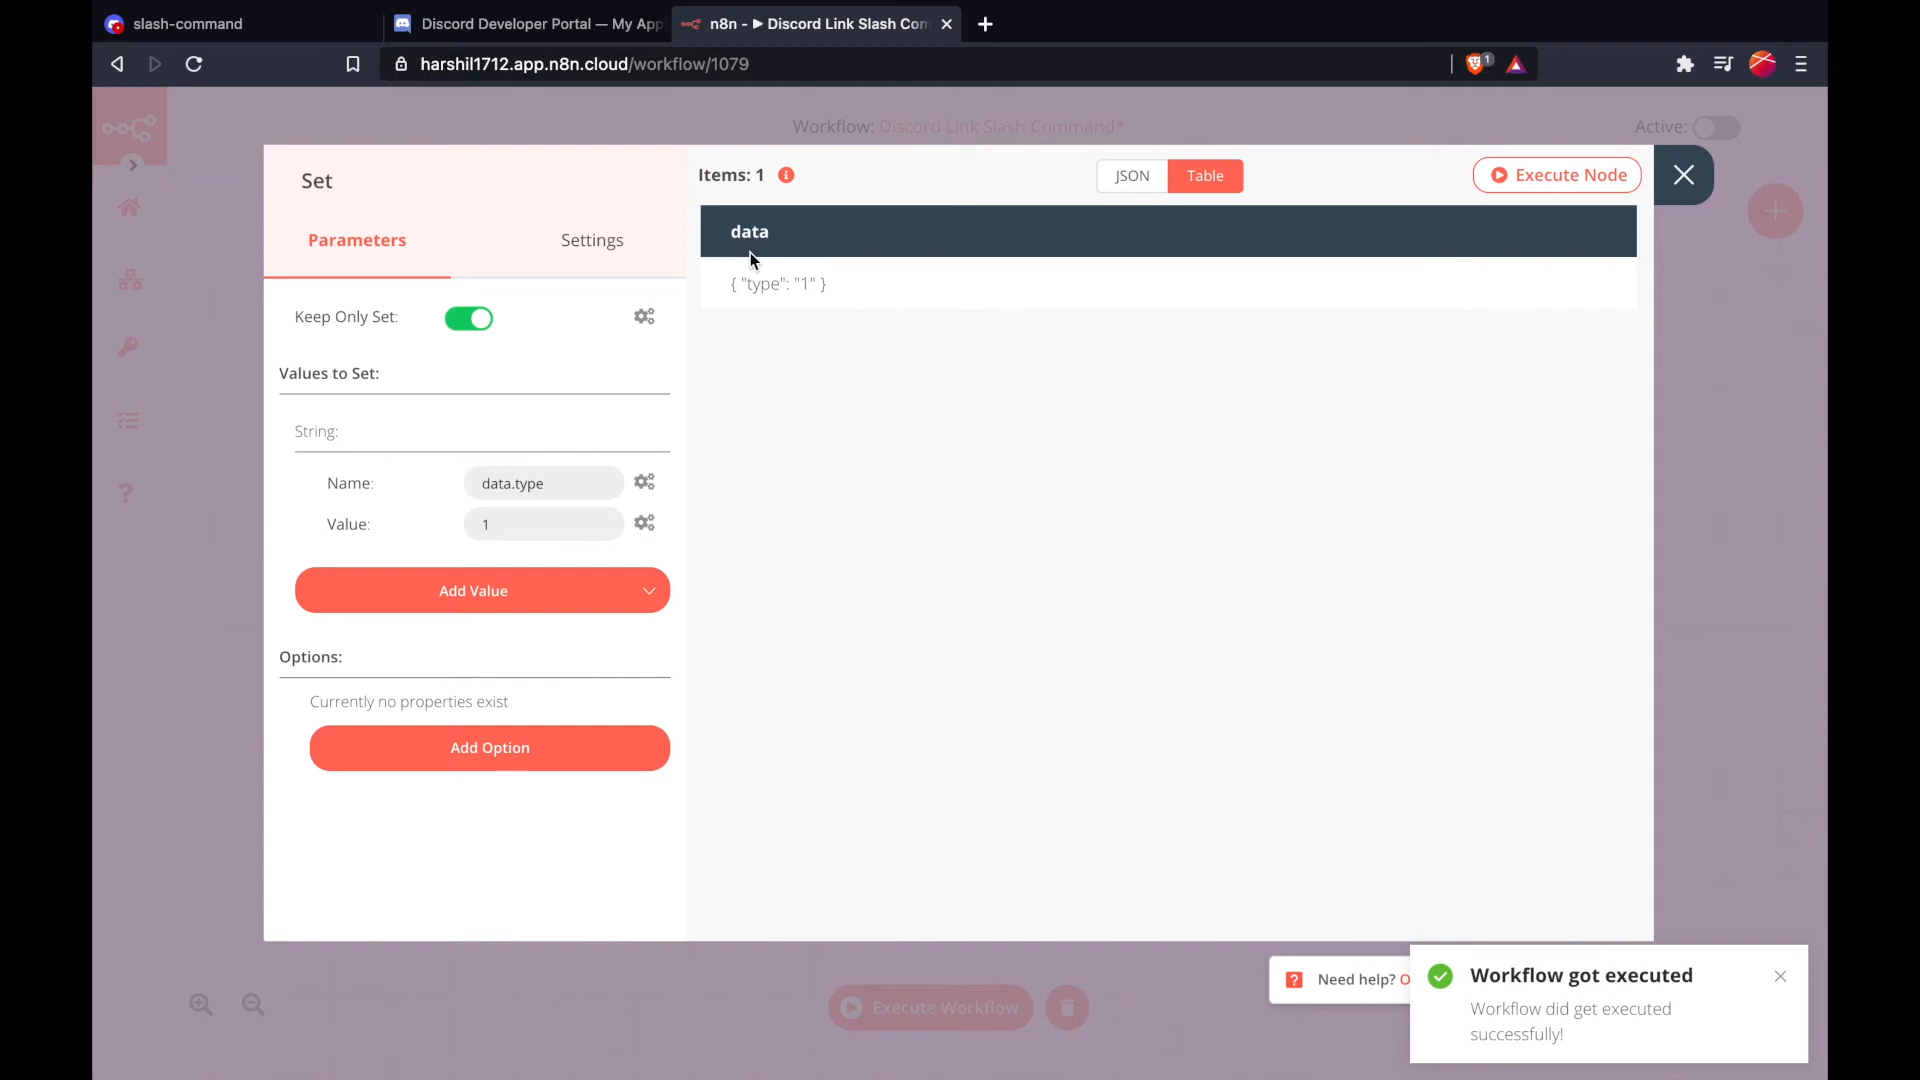 slash-command
Discord Developer Portal — My App
n8n - ▶ Discord Link Slash Com
harshil1712.app.n8n.cloud/workflow/1079
1
Workflow: Discord Link Slash Command*
Active:
Set
Parameters
Settings
Keep Only Set:
Values to Set:
String:
Name:
data.type
Value:
1
Add Value
Options:
Currently no properties exist
Add Option
Items: 1
JSON
Table
Execute Node
data
{ "type": "1" }
Execute Workflow
Need help? O
Workflow got executed
Workflow did get executed
successfully!